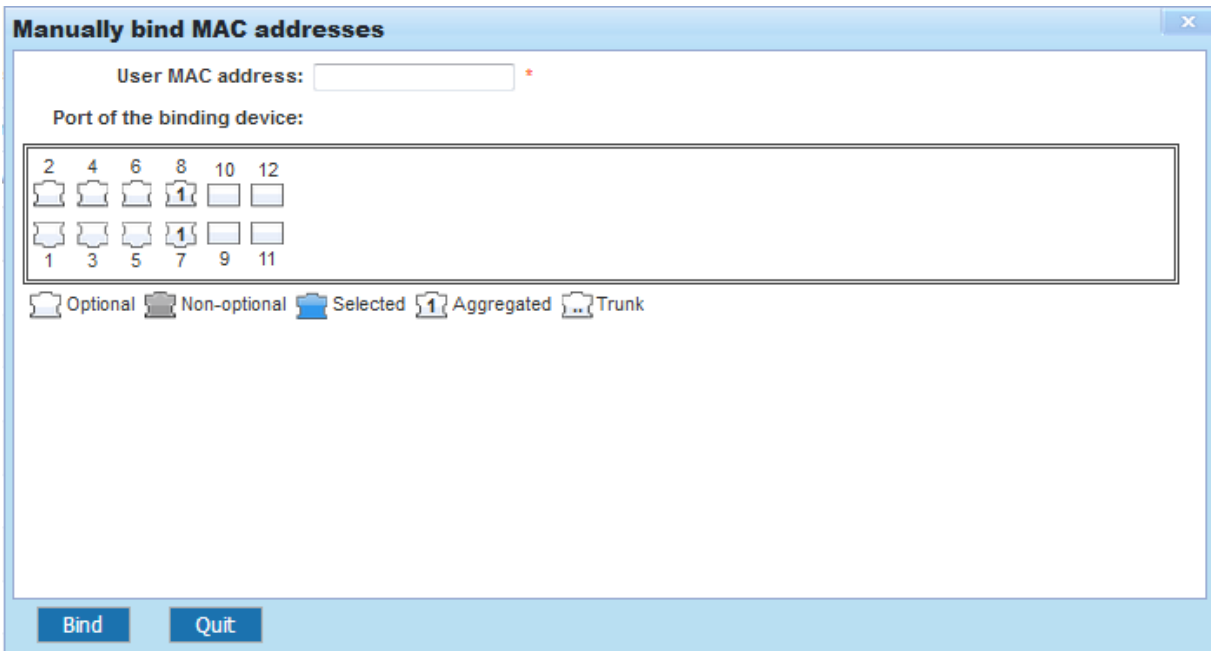 Manually bind MAC addresses
User MAC address: *
Port of the binding device:
2 4 6 8 10 12
1
1
1 3 5 7 9 11
Optional Non-optional Selected 1 Aggregated .. Trunk
Bind Quit